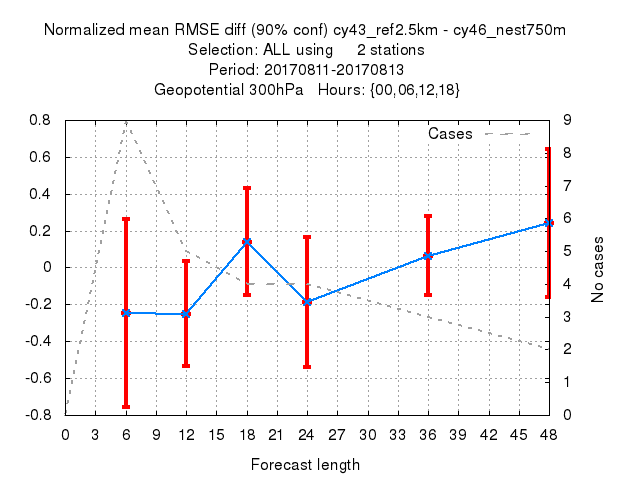 Normalized mean RMSE diff (90% conf) cy43_ref2.5km - cy46_nest750m
Selection: ALL using     2 stations
Period: 20170811-20170813
Geopotential 300hPa   Hours: {00,06,12,18}
Cases
0.8
0.6
0.4
0.2
0
-0.2
-0.4
-0.6
-0.8
9
8
7
6
5
4
3
2
1
0
No cases
0 3 6 9 12 15 18 21 24 27 30 33 36 39 42 45 48
Forecast length